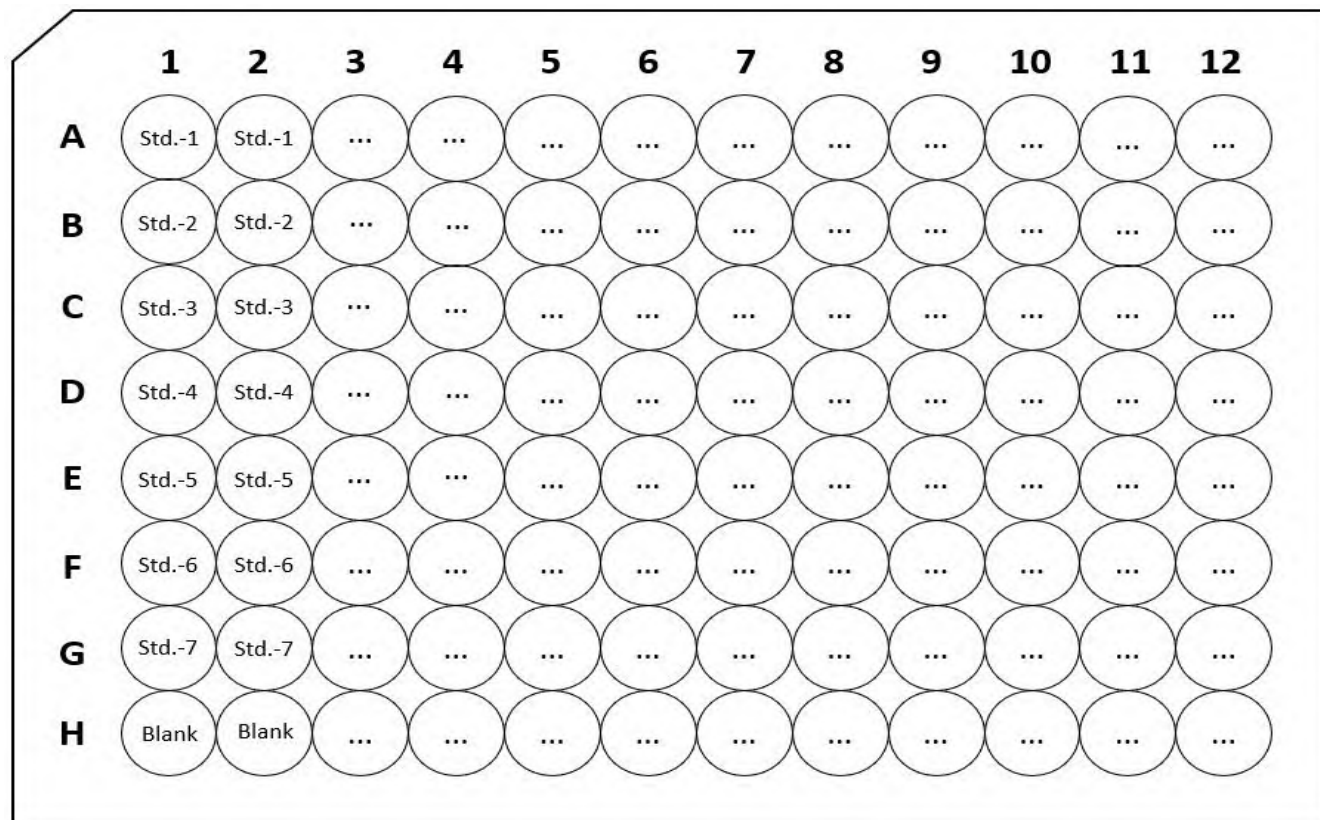 1 2 3 4 5 6 7 8 9 10 11 12
A Std.-1 Std.-1 ... ... ... ... ... ... ... ... ... ...
B Std.-2 Std.-2 ... ... ... ... ... ... ... ... ... ...
C Std.-3 Std.-3 ... ... ... ... ... ... ... ... ... ...
D Std.-4 Std.-4 ... ... ... ... ... ... ... ... ... ...
E Std.-5 Std.-5 ... ... ... ... ... ... ... ... ... ...
F Std.-6 Std.-6 ... ... ... ... ... ... ... ... ... ...
G Std.-7 Std.-7 ... ... ... ... ... ... ... ... ... ...
H Blank Blank ... ... ... ... ... ... ... ... ... ...